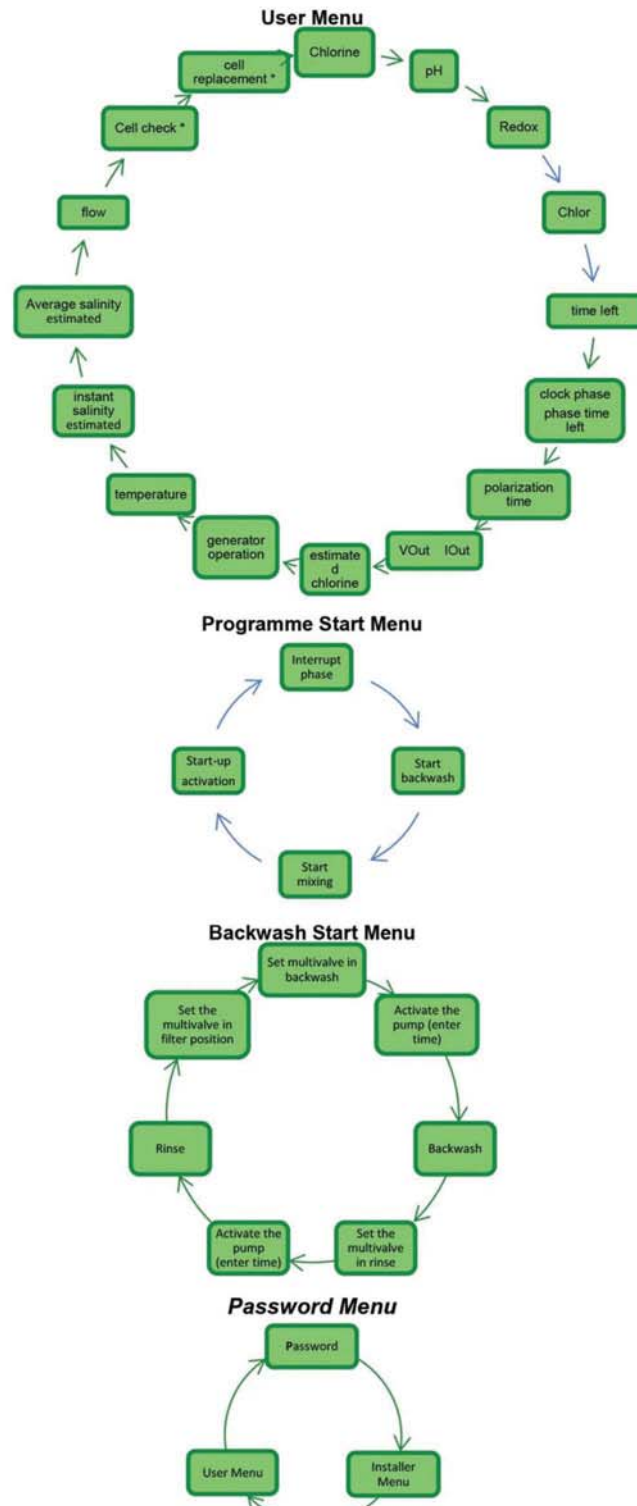 User Menu
Chlorine
pH
Redox
Chlor
time left
clock phase
phase time
left
polarization
time
VOut IOut
estimate
d
chlorine
generator
operation
temperature
instant
salinity
estimated
Average salinity
estimated
flow
Cell check *
cell
replacement *
Programme Start Menu
Interrupt
phase
Start
backwash
Start
mixing
Start-up
activation
Backwash Start Menu
Set multivalve in
backwash
Activate the
pump (enter
time)
Backwash
Set the
multivalve
in rinse
Activate the
pump
(enter time)
Rinse
Set the
multivalve in
filter position
Password Menu
Password
Installer
Menu
User Menu